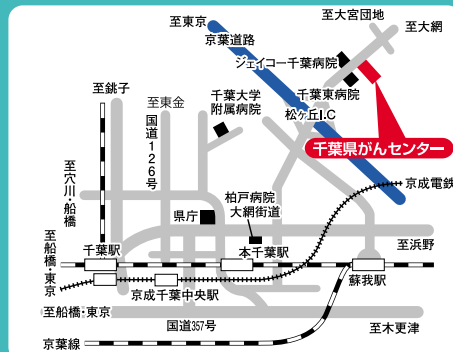 至大宮団地
至東京
至大網
京葉道路
ジェイコー千葉病院
至銚子
千葉東病院
至東金
千葉大学
附属病院
松ヶ丘I.C
国道126号
千葉県がんセンター
至穴川・船橋
京成電鉄
柏戸病院
大網街道
県庁
至浜野
至船橋・東京
千葉駅
本千葉駅
蘇我駅
京成千葉中央駅
至船橋・東京
国道357号
至木更津
京葉線